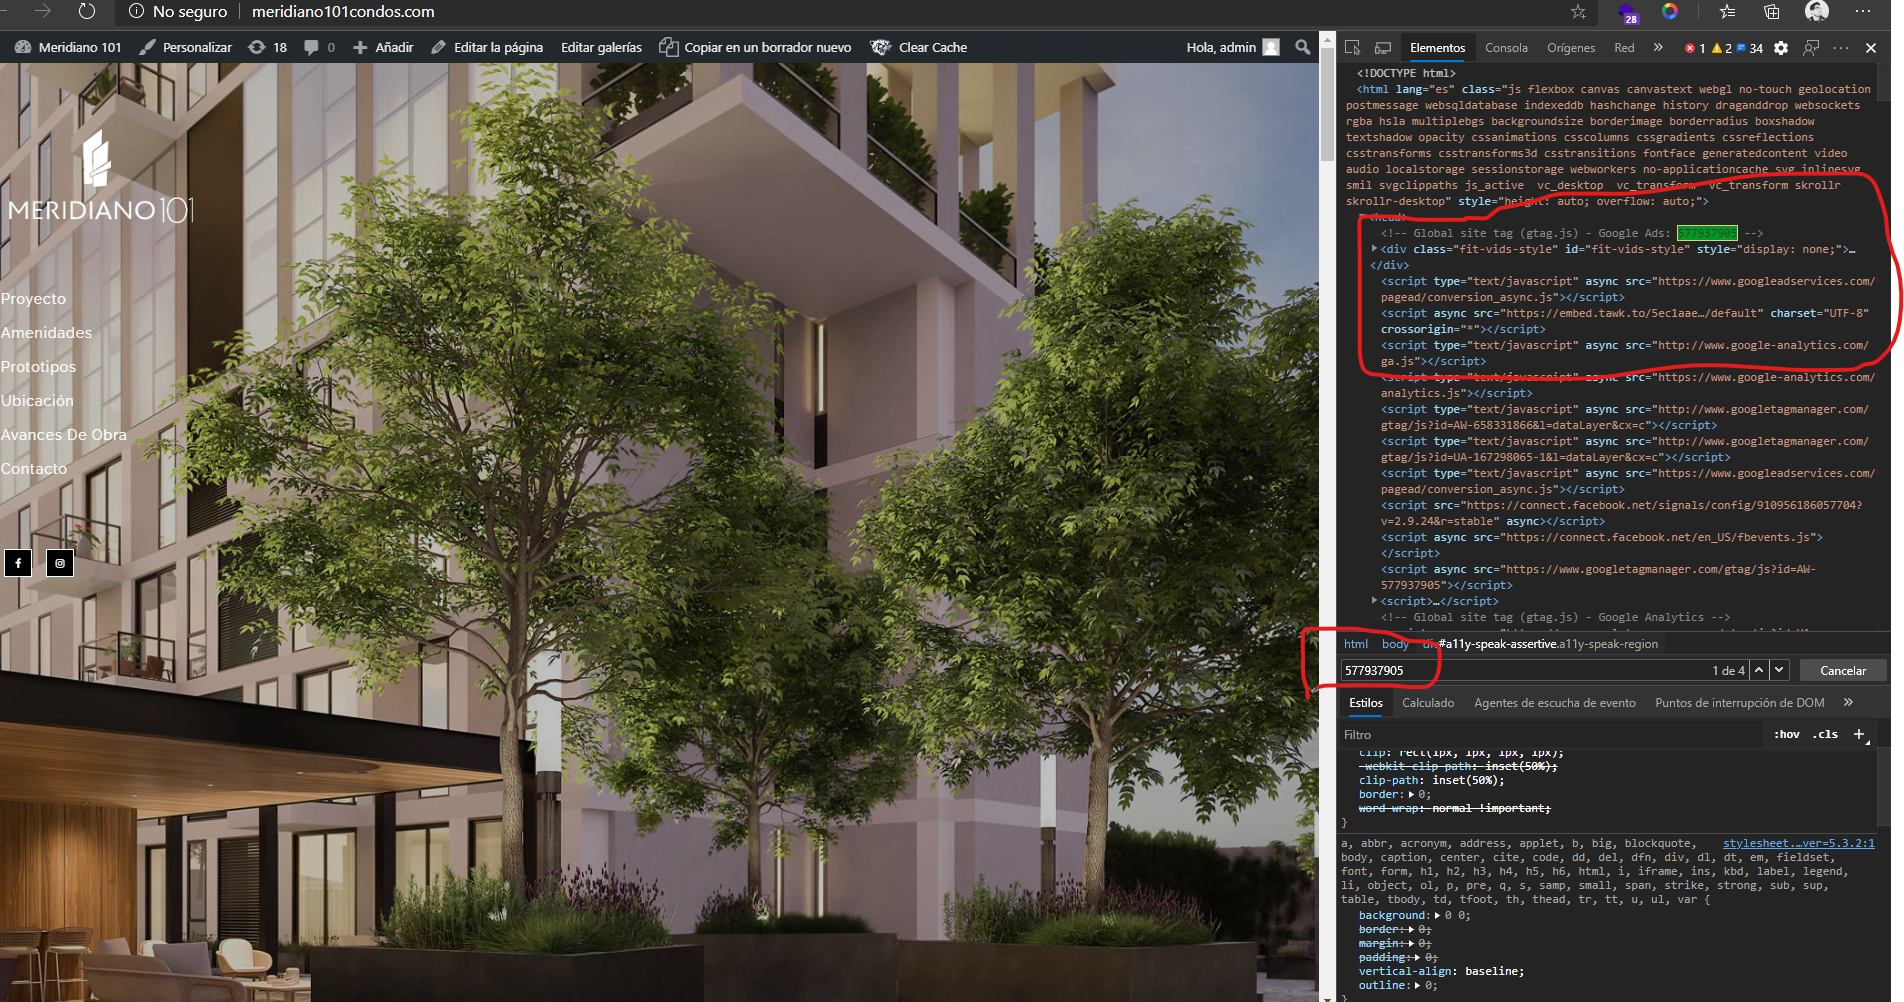 No seguro
meridiano101condos.com
28
Meridiano 101
Personalizar
18
0
Añadir
Editar la página
Editar galerías
Copiar en un borrador nuevo
Clear Cache
Hola, admin
MERIDIANO 101
Proyecto
Amenidades
Prototipos
Ubicación
Avances De Obra
Contacto
Elementos
Consola
Orígenes
Red
1
2
34
<!DOCTYPE html>
<html lang="es" class="js flexbox canvas canvastext webgl no-touch geolocation
postmessage websqldatabase indexeddb hashchange history draganddrop websockets
rgba hsla multiplebgs backgroundsize borderimage borderradius boxshadow
textshadow opacity cssanimations csscolumns cssgradients cssreflections
csstransforms csstransforms3d csstransitions fontface generatedcontent video
audio localstorage sessionstorage webworkers no-applicationcache svg inlinesvg
smil svgclippaths js_active  vc_desktop  vc_transform  vc_transform skrollr
skrollr-desktop" style="height: auto; overflow: auto;">
<head>
<!-- Global site tag (gtag.js) - Google Ads: 577937905 -->
<div class="fit-vids-style" id="fit-vids-style" style="display: none;">…
</div>
<script type="text/javascript" async src="https://www.googleadservices.com/
pagead/conversion_async.js"></script>
<script async src="https://embed.tawk.to/5ec1aae…/default" charset="UTF-8"
crossorigin="*"></script>
<script type="text/javascript" async src="http://www.google-analytics.com/
ga.js"></script>
<script type="text/javascript" async src="https://www.google-analytics.com/
analytics.js"></script>
<script type="text/javascript" async src="http://www.googletagmanager.com/
gtag/js?id=AW-658331866&l=dataLayer&cx=c"></script>
<script type="text/javascript" async src="http://www.googletagmanager.com/
gtag/js?id=UA-167298065-1&l=dataLayer&cx=c"></script>
<script type="text/javascript" async src="https://www.googleadservices.com/
pagead/conversion_async.js"></script>
<script src="https://connect.facebook.net/signals/config/910956186057704?
v=2.9.24&r=stable" async></script>
<script async src="https://connect.facebook.net/en_US/fbevents.js">
</script>
<script async src="https://www.googletagmanager.com/gtag/js?id=AW-
577937905"></script>
<script>…</script>
<!-- Global site tag (gtag.js) - Google Analytics -->
html
body
div#a11y-speak-assertive.a11y-speak-region
577937905
1 de 4
Cancelar
Estilos
Calculado
Agentes de escucha de evento
Puntos de interrupción de DOM
Filtro
:hov
.cls
clip: rect(1px, 1px, 1px, 1px);
-webkit-clip-path: inset(50%);
clip-path: inset(50%);
border: 0;
word-wrap: normal !important;
}
a, abbr, acronym, address, applet, b, big, blockquote,
stylesheet.…ver=5.3.2:1
body, caption, center, cite, code, dd, del, dfn, div, dl, dt, em, fieldset,
font, form, h1, h2, h3, h4, h5, h6, html, i, iframe, ins, kbd, label, legend,
li, object, ol, p, pre, q, s, samp, small, span, strike, strong, sub, sup,
table, tbody, td, tfoot, th, thead, tr, tt, u, ul, var {
background: 0 0;
border: 0;
margin: 0;
padding: 0;
vertical-align: baseline;
outline: 0;
}